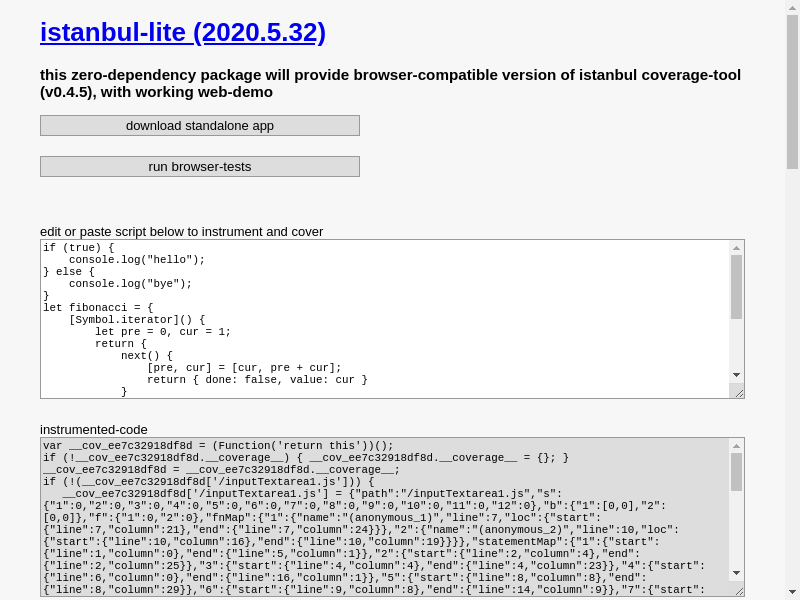 istanbul-lite (2020.5.32)
this zero-dependency package will provide browser-compatible version of istanbul coverage-tool
(v0.4.5), with working web-demo
download standalone app
run browser-tests
edit or paste script below to instrument and cover
if (true) {
    console.log("hello");
} else {
    console.log("bye");
}
let fibonacci = {
    [Symbol.iterator]() {
        let pre = 0, cur = 1;
        return {
            next() {
                [pre, cur] = [cur, pre + cur];
                return { done: false, value: cur }
            }
instrumented-code
var __cov_ee7c32918df8d = (Function('return this'))();
if (!__cov_ee7c32918df8d.__coverage__) { __cov_ee7c32918df8d.__coverage__ = {}; }
__cov_ee7c32918df8d = __cov_ee7c32918df8d.__coverage__;
if (!(__cov_ee7c32918df8d['/inputTextarea1.js'])) {
   __cov_ee7c32918df8d['/inputTextarea1.js'] = {"path":"/inputTextarea1.js","s":
{"1":0,"2":0,"3":0,"4":0,"5":0,"6":0,"7":0,"8":0,"9":0,"10":0,"11":0,"12":0},"b":{"1":[0,0],"2":
[0,0]},"f":{"1":0,"2":0},"fnMap":{"1":{"name":"(anonymous_1)","line":7,"loc":{"start":
{"line":7,"column":21},"end":{"line":7,"column":24}}},"2":{"name":"(anonymous_2)","line":10,"loc":
{"start":{"line":10,"column":16},"end":{"line":10,"column":19}}}},"statementMap":{"1":{"start":
{"line":1,"column":0},"end":{"line":5,"column":1}},"2":{"start":{"line":2,"column":4},"end":
{"line":2,"column":25}},"3":{"start":{"line":4,"column":4},"end":{"line":4,"column":23}},"4":{"start":
{"line":6,"column":0},"end":{"line":16,"column":1}},"5":{"start":{"line":8,"column":8},"end":
{"line":8,"column":29}},"6":{"start":{"line":9,"column":8},"end":{"line":14,"column":9}},"7":{"start":